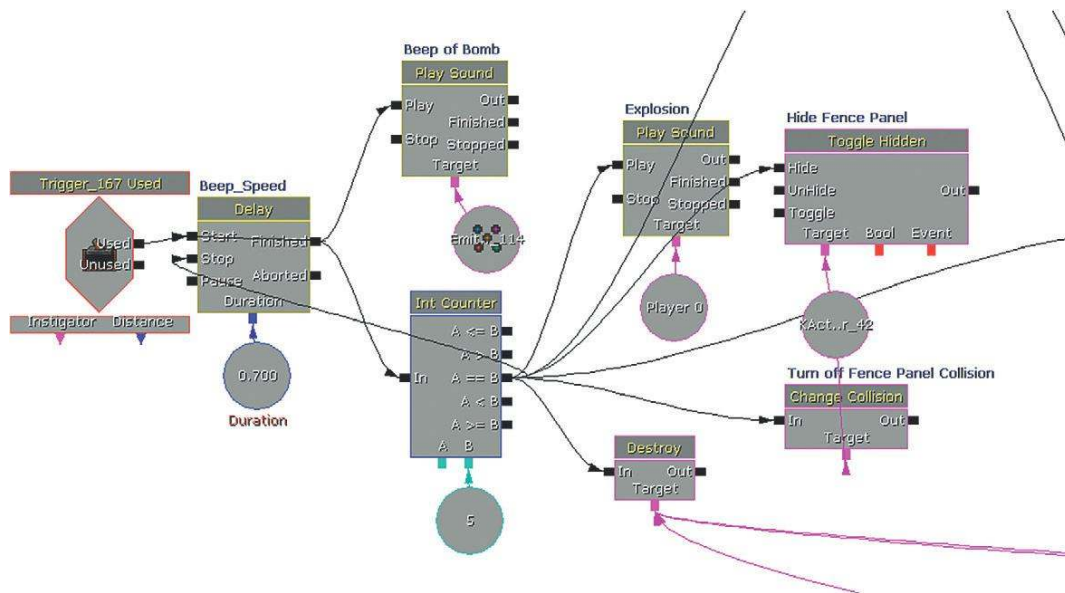 Trigger_167 Used
Used
Unused
Instigator Distance
Beep_Speed
Delay
Start Finished
Stop
Aborted
Pause
Duration
0.700
Duration
Beep of Bomb
Play Sound
Play Out
Finished
Stop Stopped
Target
Int Counter
A <= B
A > B
In A == B
A < B
A >= B
A B
5
Explosion
Play Sound
Play Out
Finished
Stop Stopped
Target
Player 0
Hide Fence Panel
Toggle Hidden
Hide
UnHide Out
Toggle
Target Bool Event
KAct..r_42
Turn off Fence Panel Collision
Change Collision
In Out
Target
Destroy
In Out
Target